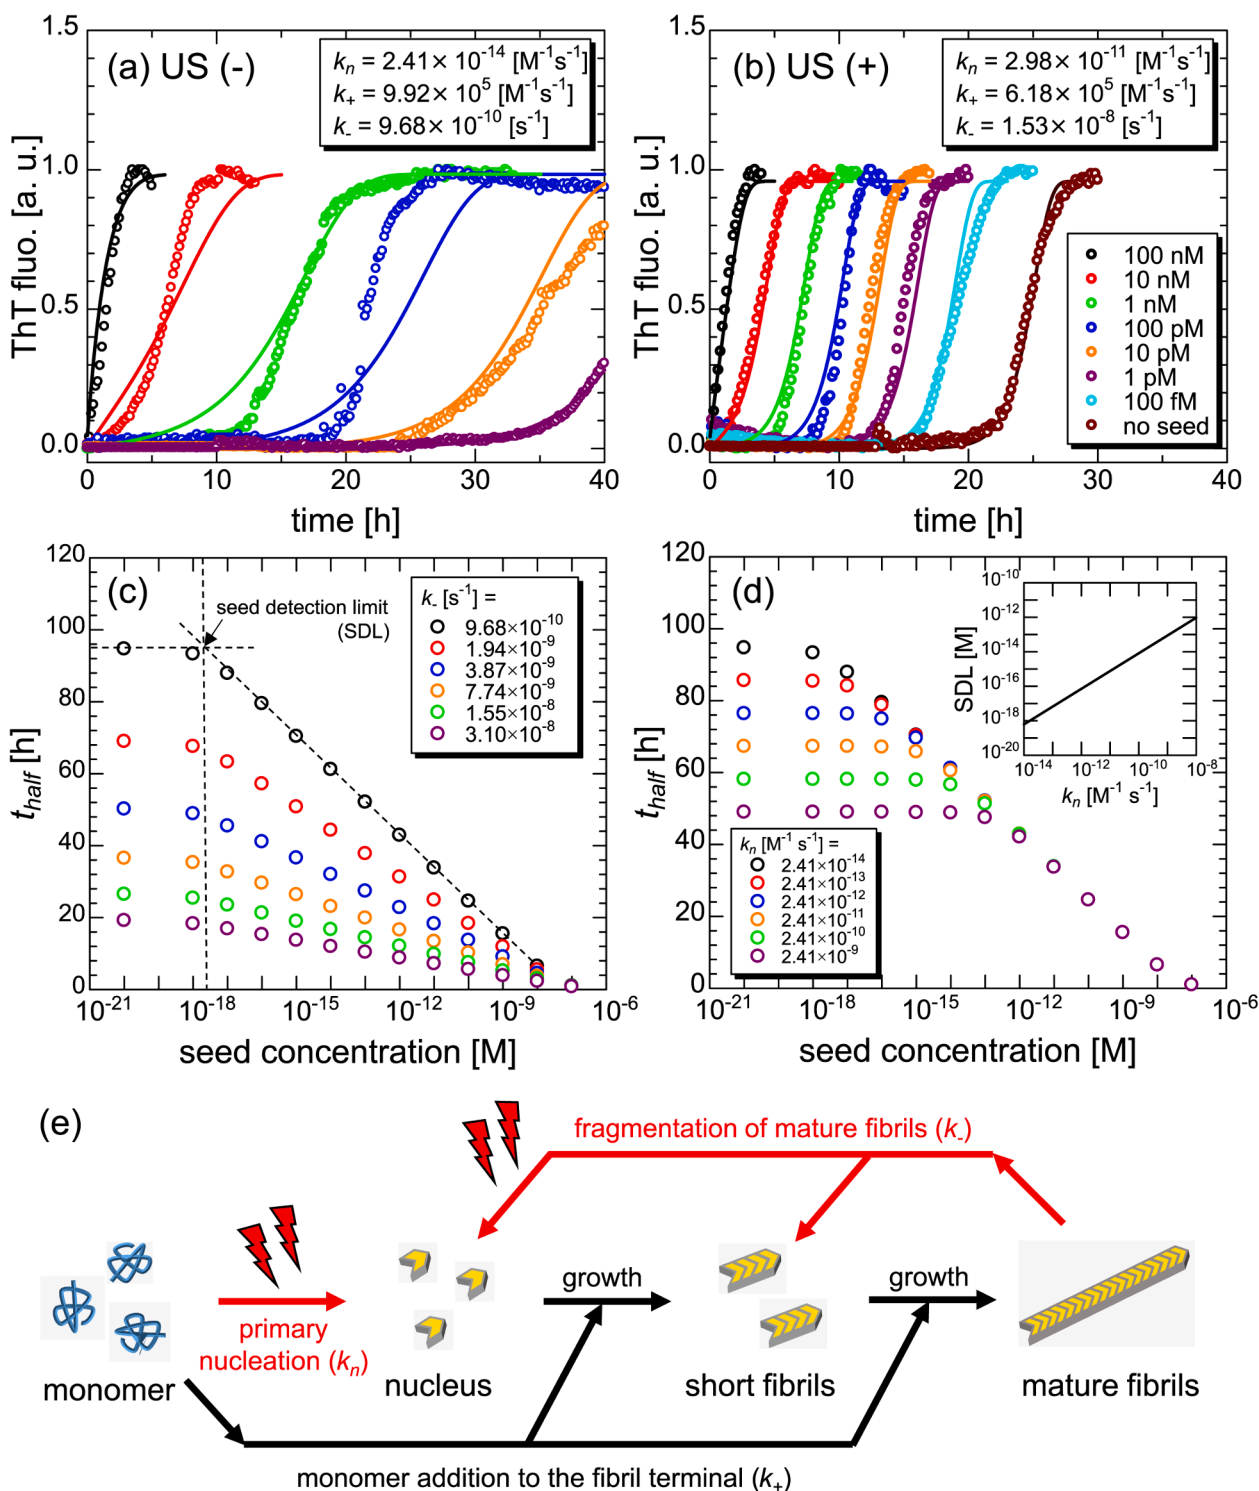 (a) US (-)
k_n = 2.41× 10⁻¹⁴ [M⁻¹s⁻¹]
k₊ = 9.92× 10⁵ [M⁻¹s⁻¹]
k₋ = 9.68× 10⁻¹⁰ [s⁻¹]
ThT fluo. [a. u.]
1.5
1.0
0.5
0.0
0 10 20 30 40
time [h]
(b) US (+)
k_n = 2.98× 10⁻¹¹ [M⁻¹s⁻¹]
k₊ = 6.18× 10⁵ [M⁻¹s⁻¹]
k₋ = 1.53× 10⁻⁸ [s⁻¹]
ThT fluo. [a. u.]
1.5
1.0
0.5
0.0
100 nM
10 nM
1 nM
100 pM
10 pM
1 pM
100 fM
no seed
0 10 20 30 40
time [h]
(c)
seed detection limit
(SDL)
k₋ [s⁻¹] =
9.68×10⁻¹⁰
1.94×10⁻⁹
3.87×10⁻⁹
7.74×10⁻⁹
1.55×10⁻⁸
3.10×10⁻⁸
t_half [h]
120
100
80
60
40
20
0
10⁻²¹ 10⁻¹⁸ 10⁻¹⁵ 10⁻¹² 10⁻⁹ 10⁻⁶
seed concentration [M]
(d)
SDL [M]
10⁻¹⁰
10⁻¹²
10⁻¹⁴
10⁻¹⁶
10⁻¹⁸
10⁻²⁰
10⁻¹⁴ 10⁻¹² 10⁻¹⁰ 10⁻⁸
k_n [M⁻¹ s⁻¹]
k_n [M⁻¹ s⁻¹] =
2.41×10⁻¹⁴
2.41×10⁻¹³
2.41×10⁻¹²
2.41×10⁻¹¹
2.41×10⁻¹⁰
2.41×10⁻⁹
t_half [h]
120
100
80
60
40
20
0
10⁻²¹ 10⁻¹⁸ 10⁻¹⁵ 10⁻¹² 10⁻⁹ 10⁻⁶
seed concentration [M]
(e)
fragmentation of mature fibrils (k₋)
growth
growth
primary
nucleation (k_n)
monomer
nucleus
short fibrils
mature fibrils
monomer addition to the fibril terminal (k₊)